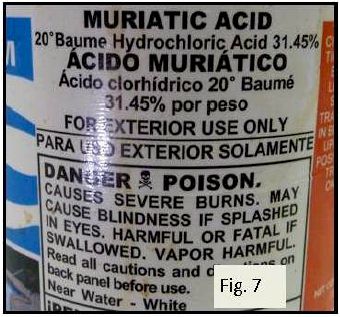 MURIATIC ACID
20° Baume Hydrochloric Acid 31.45%
ÁCIDO MURIÁTICO
Ácido clorhídrico 20° Baumé
31.45% por peso
FOR EXTERIOR USE ONLY
PARA USO EXTERIOR SOLAMENTE
DANGER POISON.
CAUSES SEVERE BURNS. MAY
CAUSE BLINDNESS IF SPLASHED
IN EYES. HARMFUL OR FATAL IF
SWALLOWED. VAPOR HARMFUL.
Read all cautions and on
back panel before use.
Near Water - White
Fig. 7